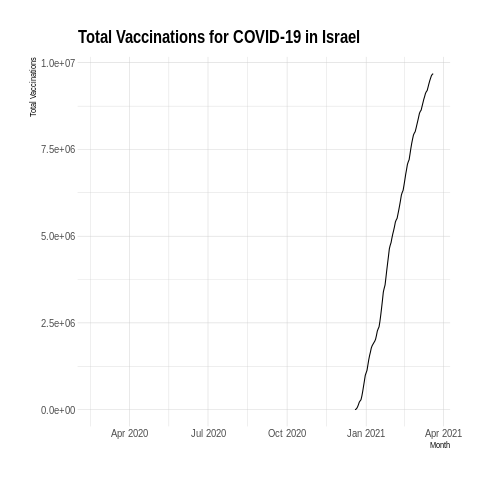 Total Vaccinations for COVID-19 in Israel
Total Vaccinations
1.0e+07
7.5e+06
5.0e+06
2.5e+06
0.0e+00
Apr 2020 Jul 2020 Oct 2020 Jan 2021 Apr 2021
Month